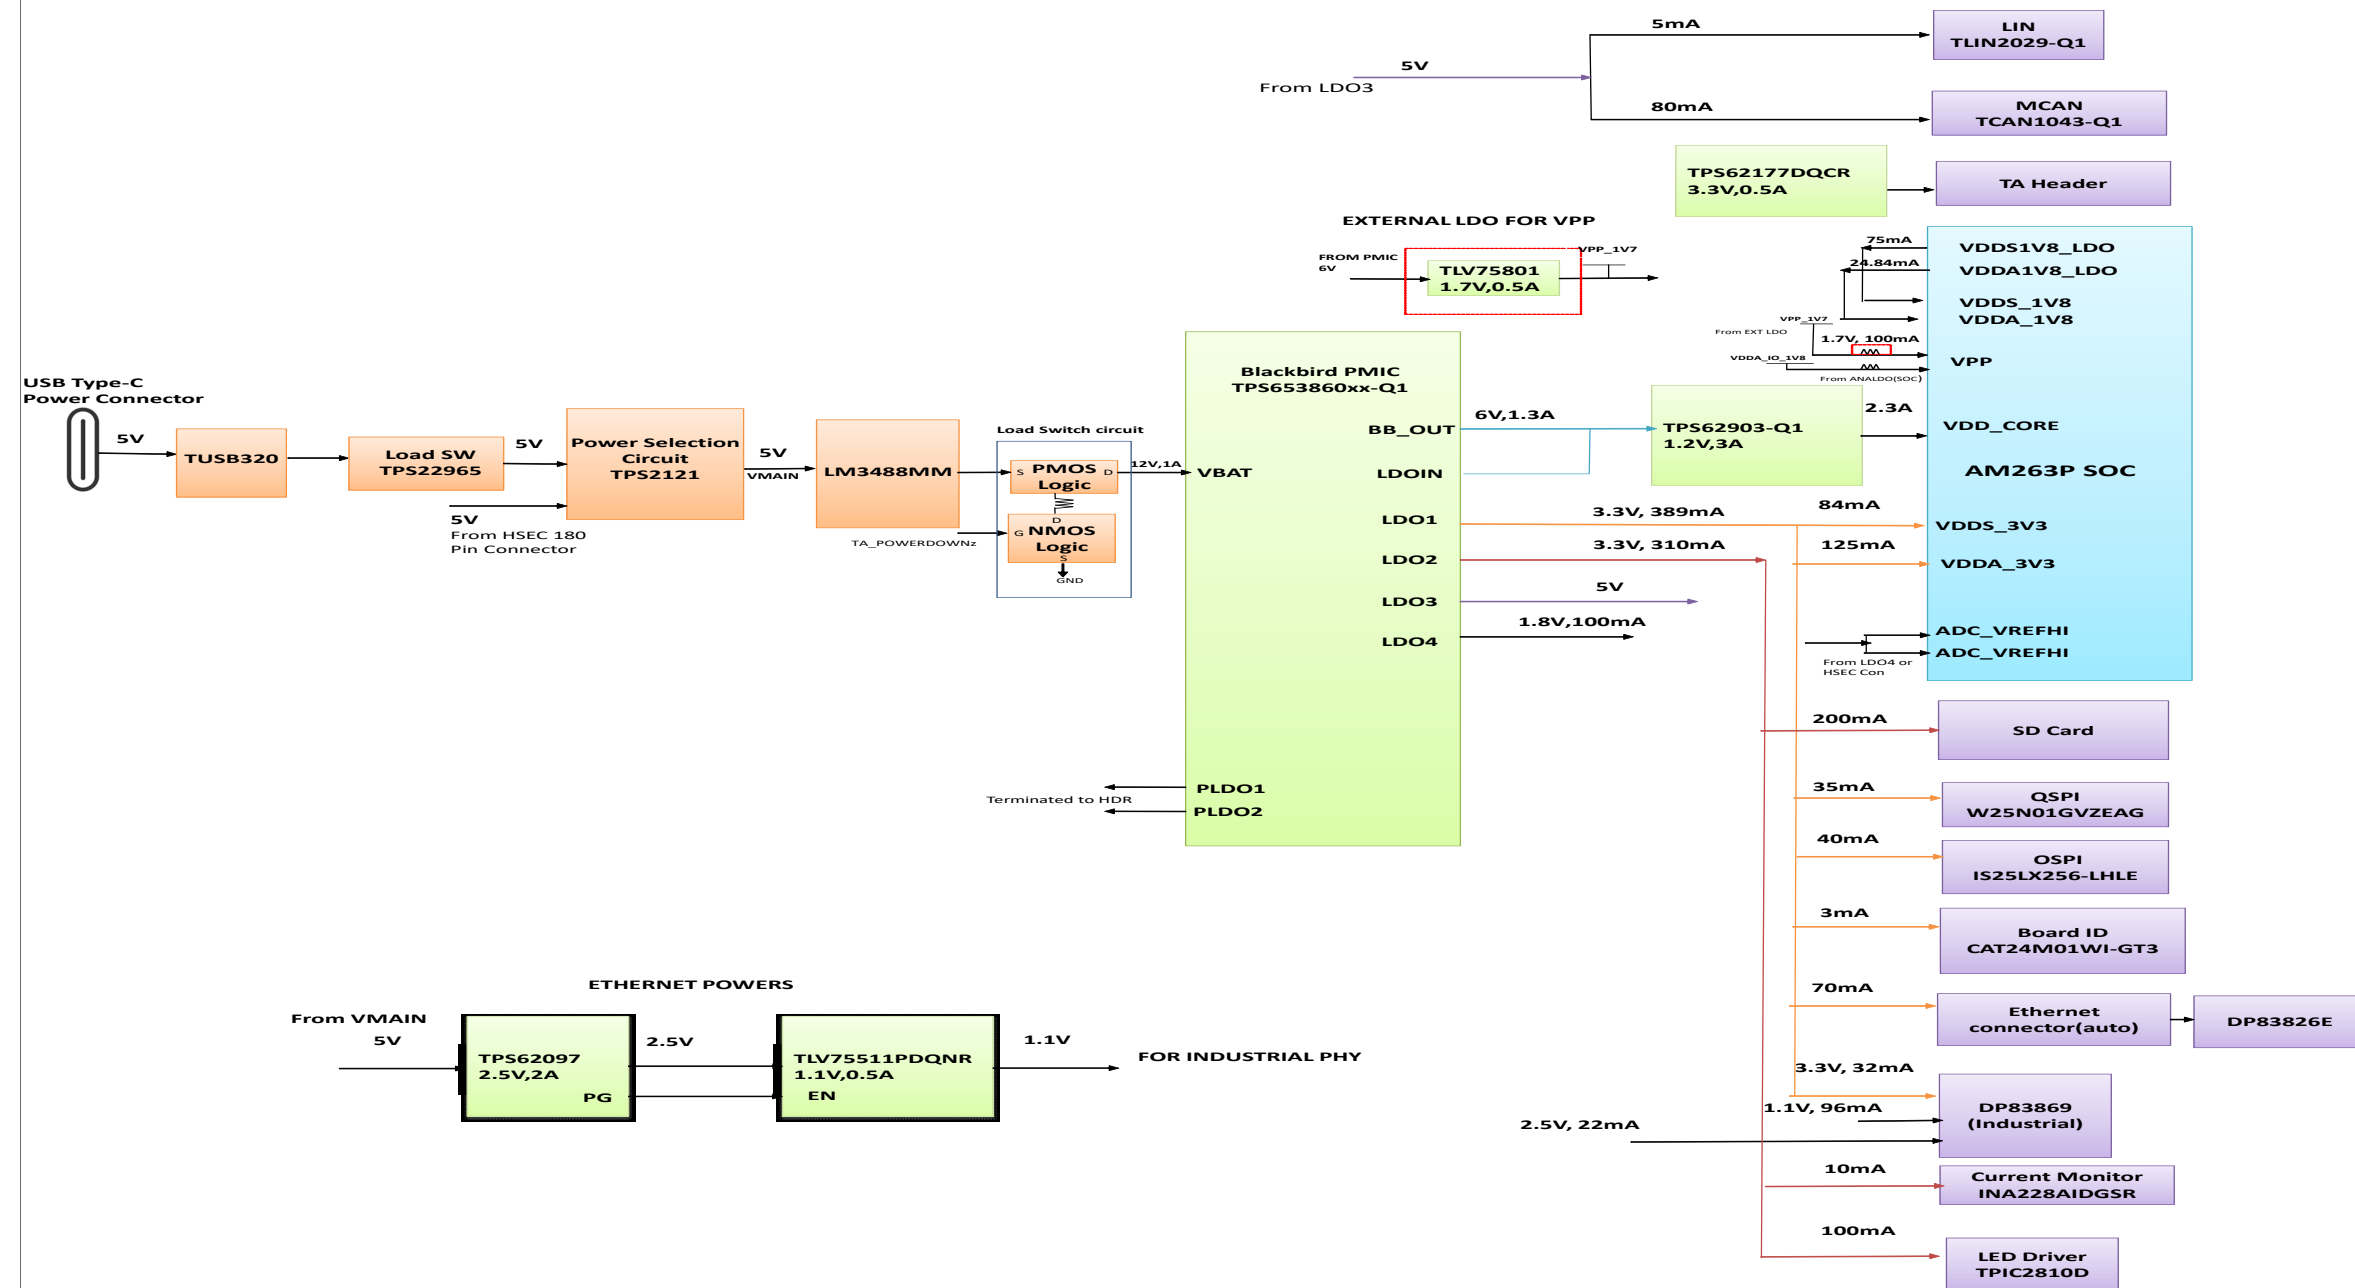 5mA
LIN
TLIN2029-Q1
5V
From LDO3
80mA
MCAN
TCAN1043-Q1
TPS62177DQCR
3.3V,0.5A
TA Header
EXTERNAL LDO FOR VPP
FROM PMIC
6V
TLV75801
1.7V,0.5A
VPP_1V7
75mA
VDDS1V8_LDO
24.84mA
VDDA1V8_LDO
VDDS_1V8
VDDA_1V8
VPP_1V7
From EXT LDO
1.7V, 100mA
VDDA_IO_1V8
VPP
From ANALDO(SOC)
USB Type-C
Power Connector
5V
TUSB320
Load SW
TPS22965
5V
Power Selection
Circuit
TPS2121
5V
From HSEC 180
Pin Connector
5V
VMAIN
LM3488MM
TA_POWERDOWNz
Load Switch circuit
S PMOS D
Logic
D
G NMOS
Logic
S
GND
12V,1A
Blackbird PMIC
TPS653860xx-Q1
VBAT
BB_OUT
LDOIN
LDO1
LDO2
LDO3
LDO4
PLDO1
PLDO2
Terminated to HDR
6V,1.3A
TPS62903-Q1
1.2V,3A
2.3A
VDD_CORE
AM263P SOC
3.3V, 389mA
84mA
VDDS_3V3
3.3V, 310mA
125mA
VDDA_3V3
5V
1.8V,100mA
ADC_VREFHI
ADC_VREFHI
From LDO4 or
HSEC Con
200mA
SD Card
35mA
QSPI
W25N01GVZEAG
40mA
OSPI
IS25LX256-LHLE
3mA
Board ID
CAT24M01WI-GT3
70mA
Ethernet
connector(auto)
DP83826E
3.3V, 32mA
1.1V, 96mA
2.5V, 22mA
DP83869
(Industrial)
10mA
Current Monitor
INA228AIDGSR
100mA
LED Driver
TPIC2810D
ETHERNET POWERS
From VMAIN
5V
TPS62097
2.5V,2A
PG
2.5V
TLV75511PDQNR
1.1V,0.5A
EN
1.1V
FOR INDUSTRIAL PHY